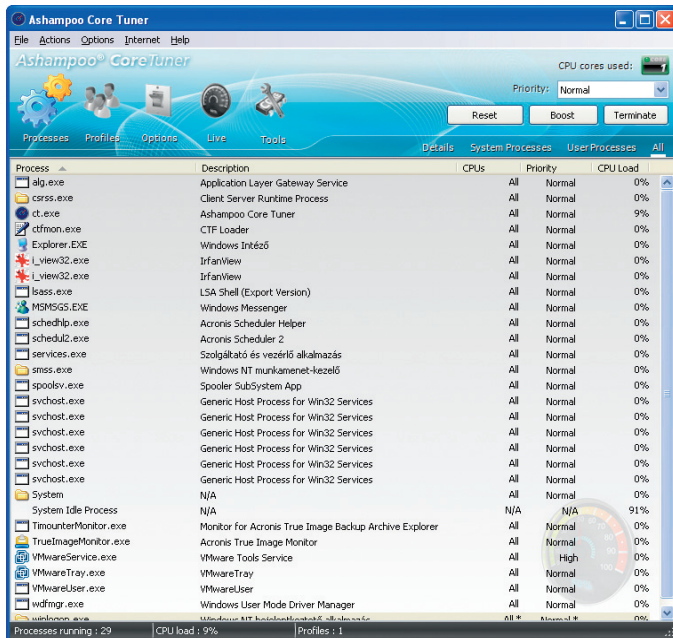 Ashampoo Core Tuner
File Actions Options Internet Help
Ashampoo® CoreTuner
CPU cores used: 1
Priority: Normal
Reset Boost Terminate
Processes Profiles Options Live Tools
Details System Processes User Processes All
Process Description CPUs Priority CPU Load
alg.exe Application Layer Gateway Service All Normal 0%
csrss.exe Client Server Runtime Process All Normal 0%
ct.exe Ashampoo Core Tuner All Normal 9%
ctfmon.exe CTF Loader All Normal 0%
Explorer.EXE Windows Intéző All Normal 0%
i_view32.exe IrfanView All Normal 0%
i_view32.exe IrfanView All Normal 0%
lsass.exe LSA Shell (Export Version) All Normal 0%
MSMSGS.EXE Windows Messenger All Normal 0%
schedhlp.exe Acronis Scheduler Helper All Normal 0%
schedul2.exe Acronis Scheduler 2 All Normal 0%
services.exe Szolgáltató és vezérlő alkalmazás All Normal 0%
smss.exe Windows NT munkamenet-kezelő All Normal 0%
spoolsv.exe Spooler SubSystem App All Normal 0%
svchost.exe Generic Host Process for Win32 Services All Normal 0%
svchost.exe Generic Host Process for Win32 Services All Normal 0%
svchost.exe Generic Host Process for Win32 Services All Normal 0%
svchost.exe Generic Host Process for Win32 Services All Normal 0%
svchost.exe Generic Host Process for Win32 Services All Normal 0%
System N/A All Normal 0%
System Idle Process N/A N/A N/A 91%
TimounterMonitor.exe Monitor for Acronis True Image Backup Archive Explorer All Normal 0%
TrueImageMonitor.exe Acronis True Image Monitor All Normal 0%
VMwareService.exe VMware Tools Service All High 0%
VMwareTray.exe VMwareTray All Normal 0%
VMwareUser.exe VMwareUser All Normal 0%
wdfmgr.exe Windows User Mode Driver Manager All Normal 0%
winlogon.exe Windows NT bejelentkeztető alkalmazás All * Normal * 0%
Processes running : 29 CPU load : 9% Profiles : 1